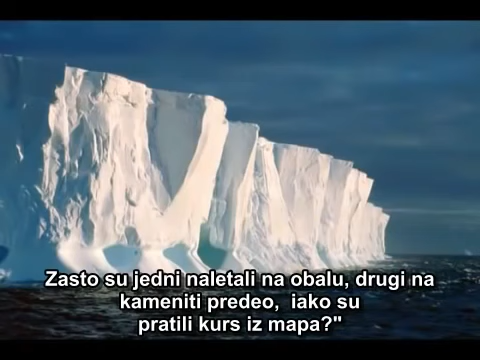 Zasto su jedni naletali na obalu, drugi na
kameniti predeo,  iako su
pratili kurs iz mapa?"